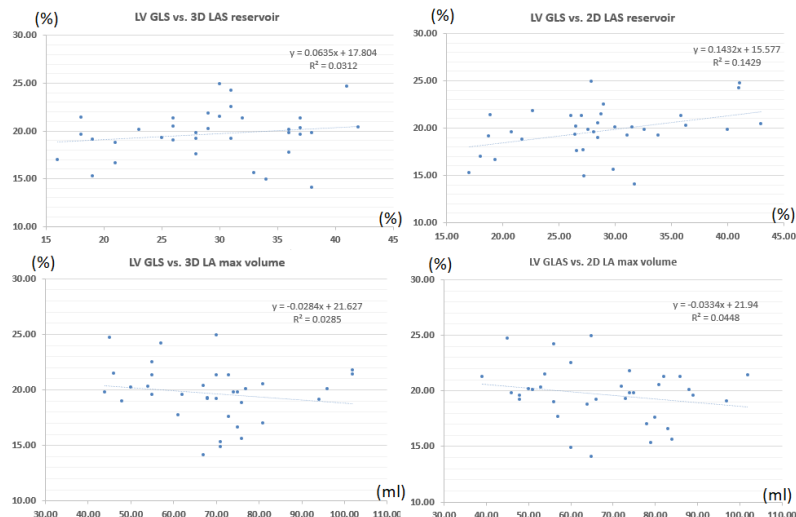 (%)
LV GLS vs. 3D LAS reservoir
30.00
y = 0.0635x + 17.804
R² = 0.0312
25.00
20.00
15.00
10.00
15 20 25 30 35 40 45
(%)
(%)
LV GLS vs. 2D LAS reservoir
30.00
y = 0.1432x + 15.577
R² = 0.1429
25.00
20.00
15.00
10.00
15.00 20.00 25.00 30.00 35.00 40.00 45.00
(%)
(%)
LV GLS vs. 3D LA max volume
30.00
y = -0.0284x + 21.627
R² = 0.0285
25.00
20.00
15.00
10.00
30.00 40.00 50.00 60.00 70.00 80.00 90.00 100.00
(ml)
(%)
LV GLAS vs. 2D LA max volume
30.00
y = -0.0334x + 21.94
R² = 0.0448
25.00
20.00
15.00
10.00
30.00 40.00 50.00 60.00 70.00 80.00 90.00 100.00 110.00
(ml)